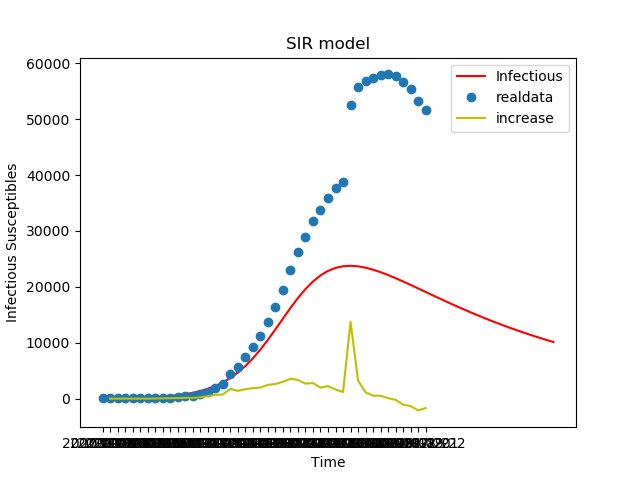 SIR model
Infectious
realdata
increase
60000
50000
40000
30000
20000
10000
0
Infectious Susceptibles
Time